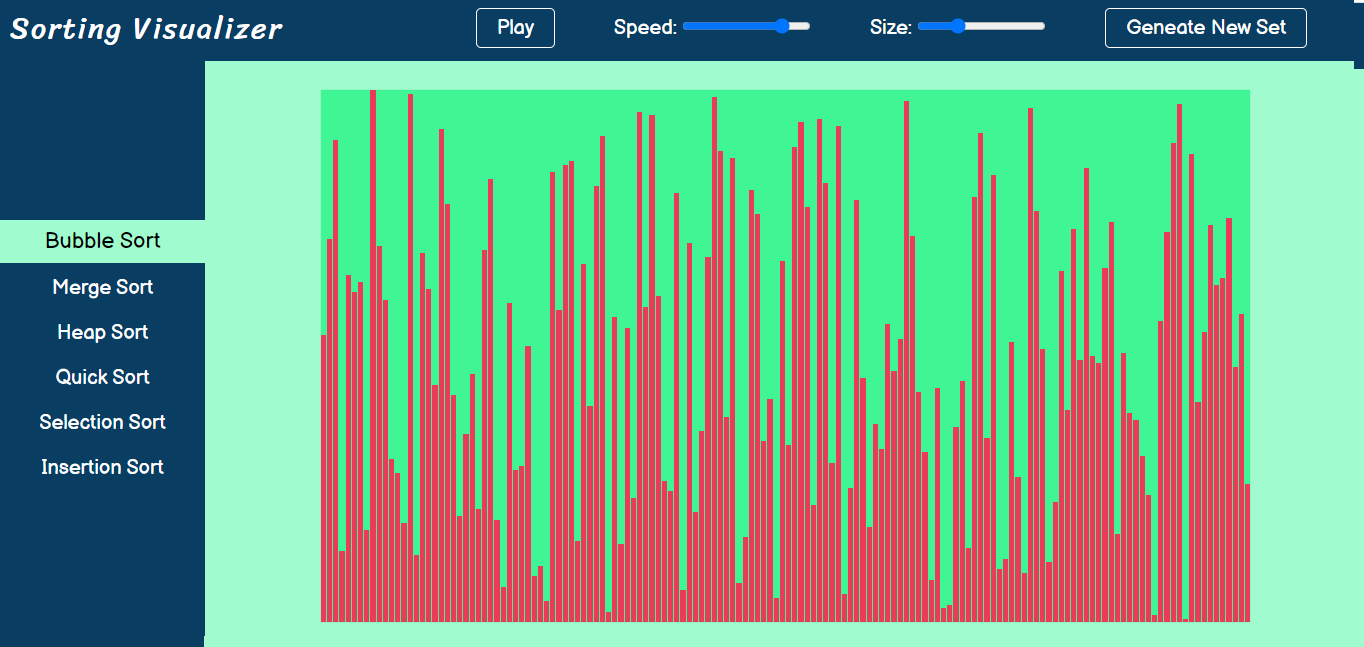 Sorting Visualizer
Play
Speed:
Size:
Geneate New Set
Bubble Sort
Merge Sort
Heap Sort
Quick Sort
Selection Sort
Insertion Sort